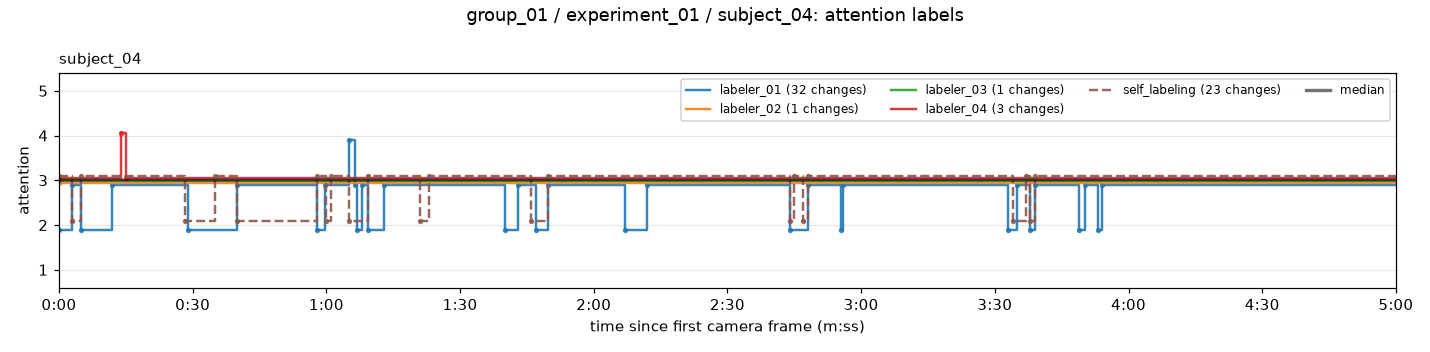 group_01 / experiment_01 / subject_04: attention labels
subject_04
labeler_01 (32 changes)
labeler_02 (1 changes)
labeler_03 (1 changes)
labeler_04 (3 changes)
self_labeling (23 changes)
median
attention
5
4
3
2
1
0:00 0:30 1:00 1:30 2:00 2:30 3:00 3:30 4:00 4:30 5:00
time since first camera frame (m:ss)